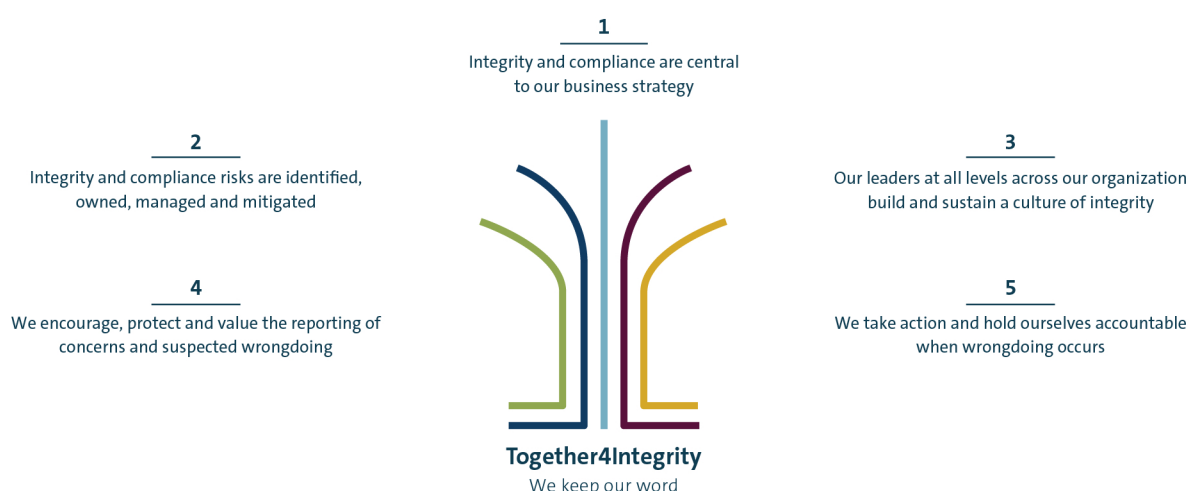 1
Integrity and compliance are central
to our business strategy
2
Integrity and compliance risks are identified,
owned, managed and mitigated
3
Our leaders at all levels across our organization
build and sustain a culture of integrity
4
We encourage, protect and value the reporting of
concerns and suspected wrongdoing
5
We take action and hold ourselves accountable
when wrongdoing occurs
Together4Integrity
We keep our word